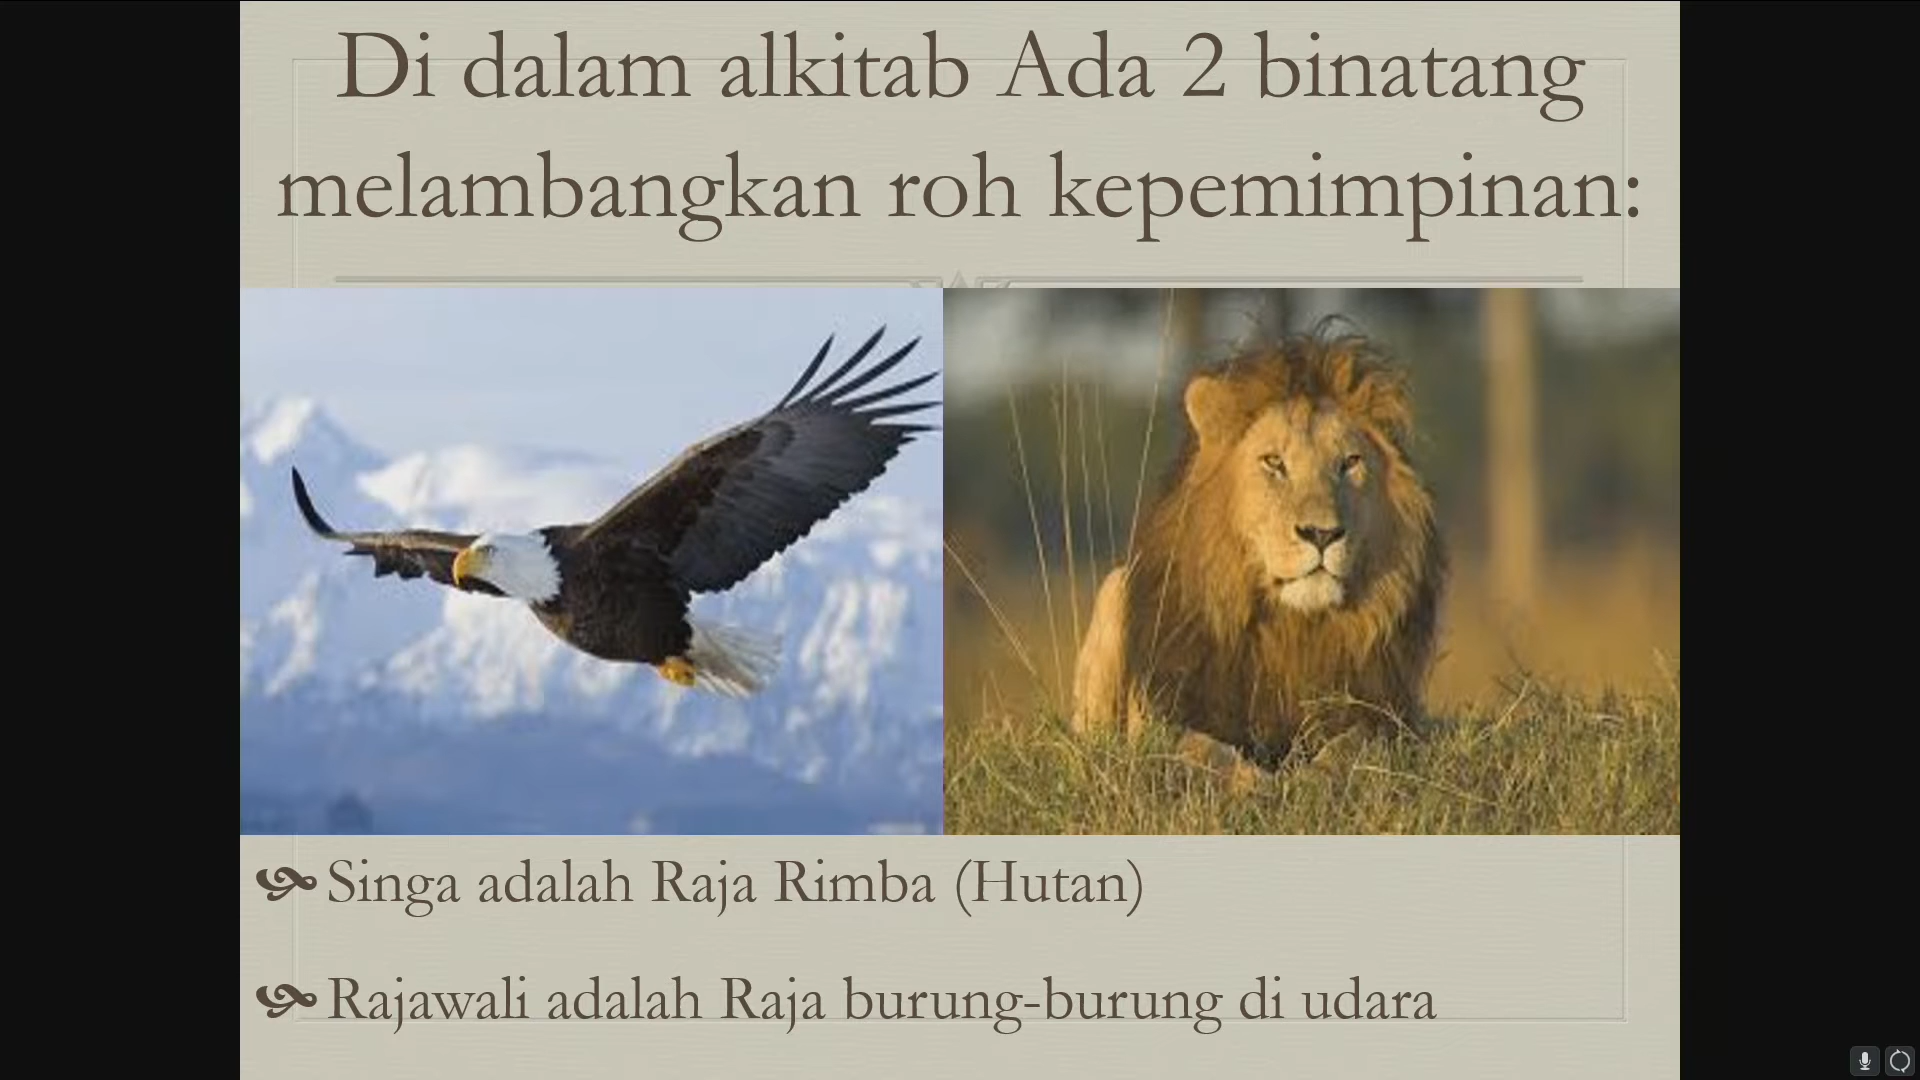 Di dalam alkitab Ada 2 binatang
melambangkan roh kepemimpinan:
Singa adalah Raja Rimba (Hutan)
Rajawali adalah Raja burung-burung di udara